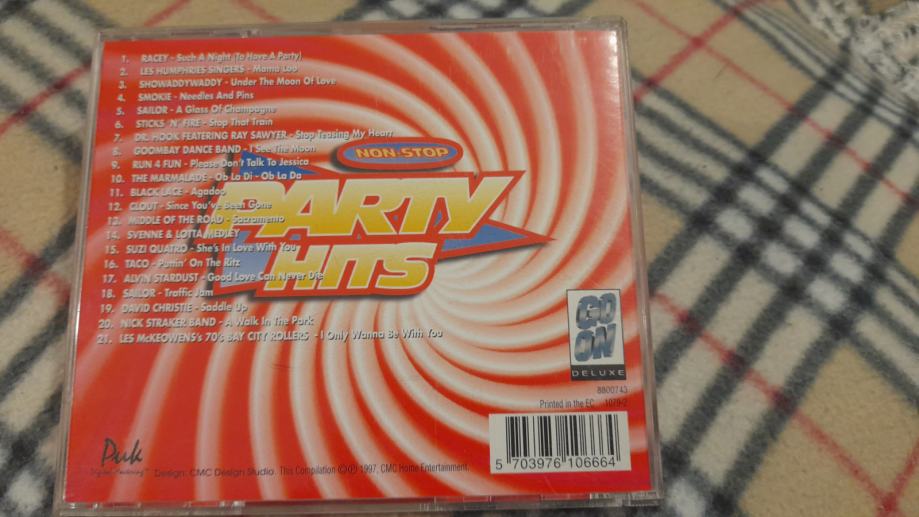 1. RACEY - Such A Night (To Have A Party)
2. LES HUMPHRIES SINGERS - Mama Loo
3. SHOWADDYWADDY - Under The Moon Of Love
4. SMOKIE - Needles And Pins
5. SAILOR - A Glass Of Champagne
6. STICKS 'N' FIRE - Stop That Train
7. DR. HOOK FEATERING RAY SAWYER - Stop Teasing My Heart
8. GOOMBAY DANCE BAND - I See The Moon
9. RUN 4 FUN - Please Don't Talk To Jessica
10. THE MARMALADE - Ob La Di - Ob La Da
11. BLACK LACE - Agadoo
12. CLOUT - Since You've Been Gone
13. MIDDLE OF THE ROAD - Sacramento
14. SVENNE & LOTTA MEDLEY
15. SUZI QUATRO - She's In Love With You
16. TACO - Puttin' On The Ritz
17. ALVIN STARDUST - Good Love Can Never Die
18. SAILOR - Traffic Jam
19. DAVID CHRISTIE - Saddle Up
20. NICK STRAKER BAND - A Walk In The Park
21. LES McKEOWENS's 70's BAY CITY ROLLERS - I Only Wanna Be With You
NON-STOP
PARTY
HITS
GO
ON
DELUXE
8800743
Printed in the EC 1079-2
5 703976 106664
Puk
Digital Mastering™
Design: CMC Design Studio. This Compilation ©℗ 1997, CMC Home Entertainment.